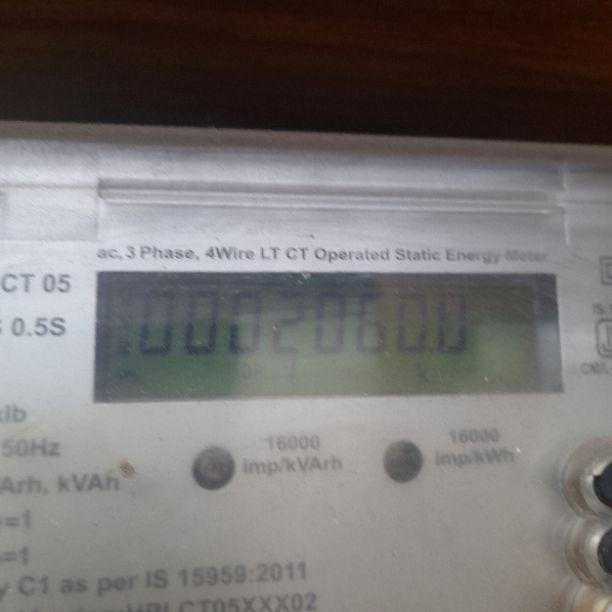 ac, 3 Phase, 4Wire LT CT Operated Static Energy Meter
CT 05
0.5S
00020600
50Hz
16000
imp/kVArh
16000
imp/kWh
Arh, kVAh
=1
=1
C1 as per IS 15959:2011